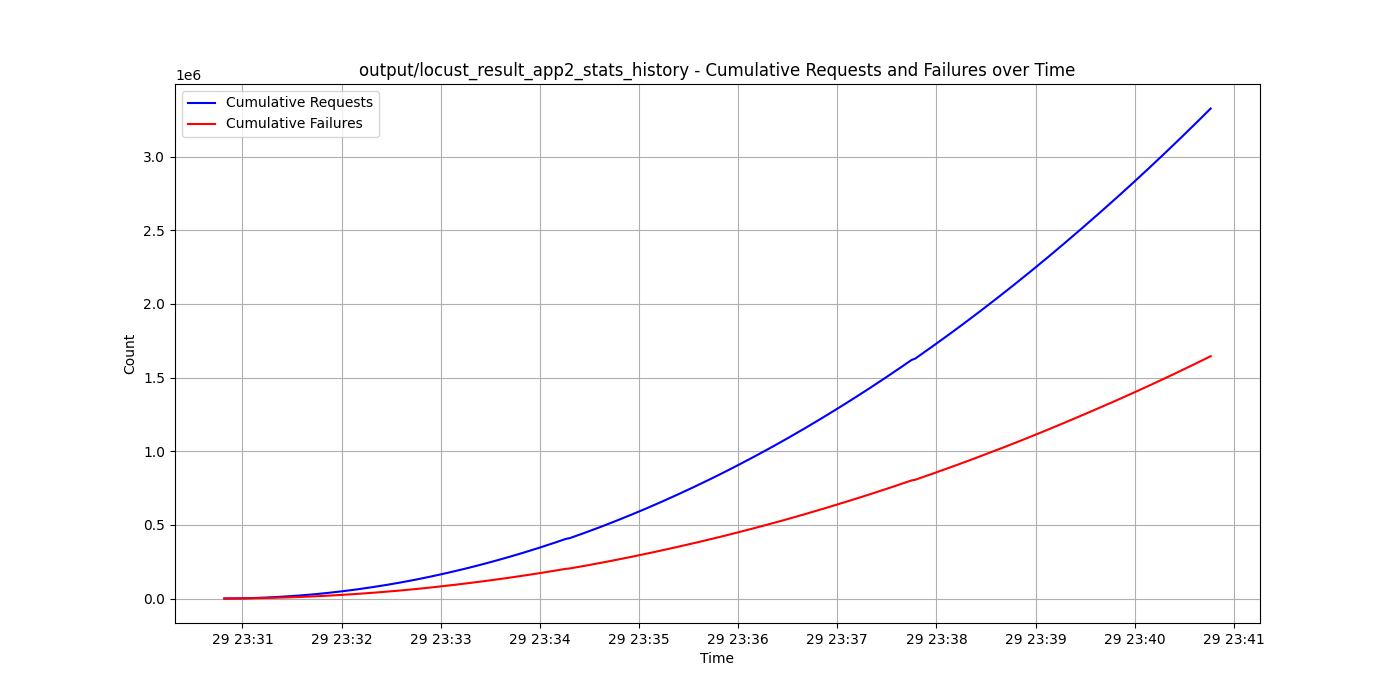 output/locust_result_app2_stats_history - Cumulative Requests and Failures over Time
1e6
Cumulative Requests
Cumulative Failures
3.0
2.5
2.0
1.5
1.0
0.5
0.0
Count
29 23:31 29 23:32 29 23:33 29 23:34 29 23:35 29 23:36 29 23:37 29 23:38 29 23:39 29 23:40 29 23:41
Time